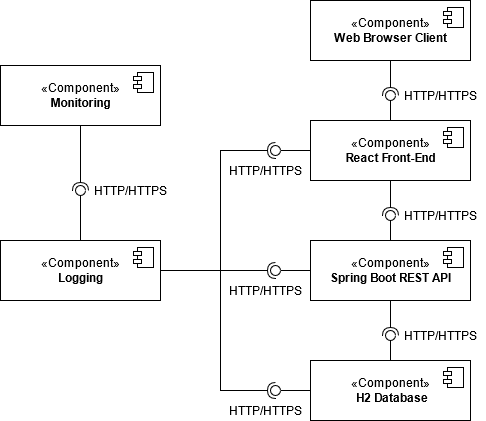 «Component»
Web Browser Client
HTTP/HTTPS
«Component»
Monitoring
HTTP/HTTPS
«Component»
React Front-End
HTTP/HTTPS
HTTP/HTTPS
«Component»
Logging
HTTP/HTTPS
«Component»
Spring Boot REST API
HTTP/HTTPS
«Component»
H2 Database
HTTP/HTTPS